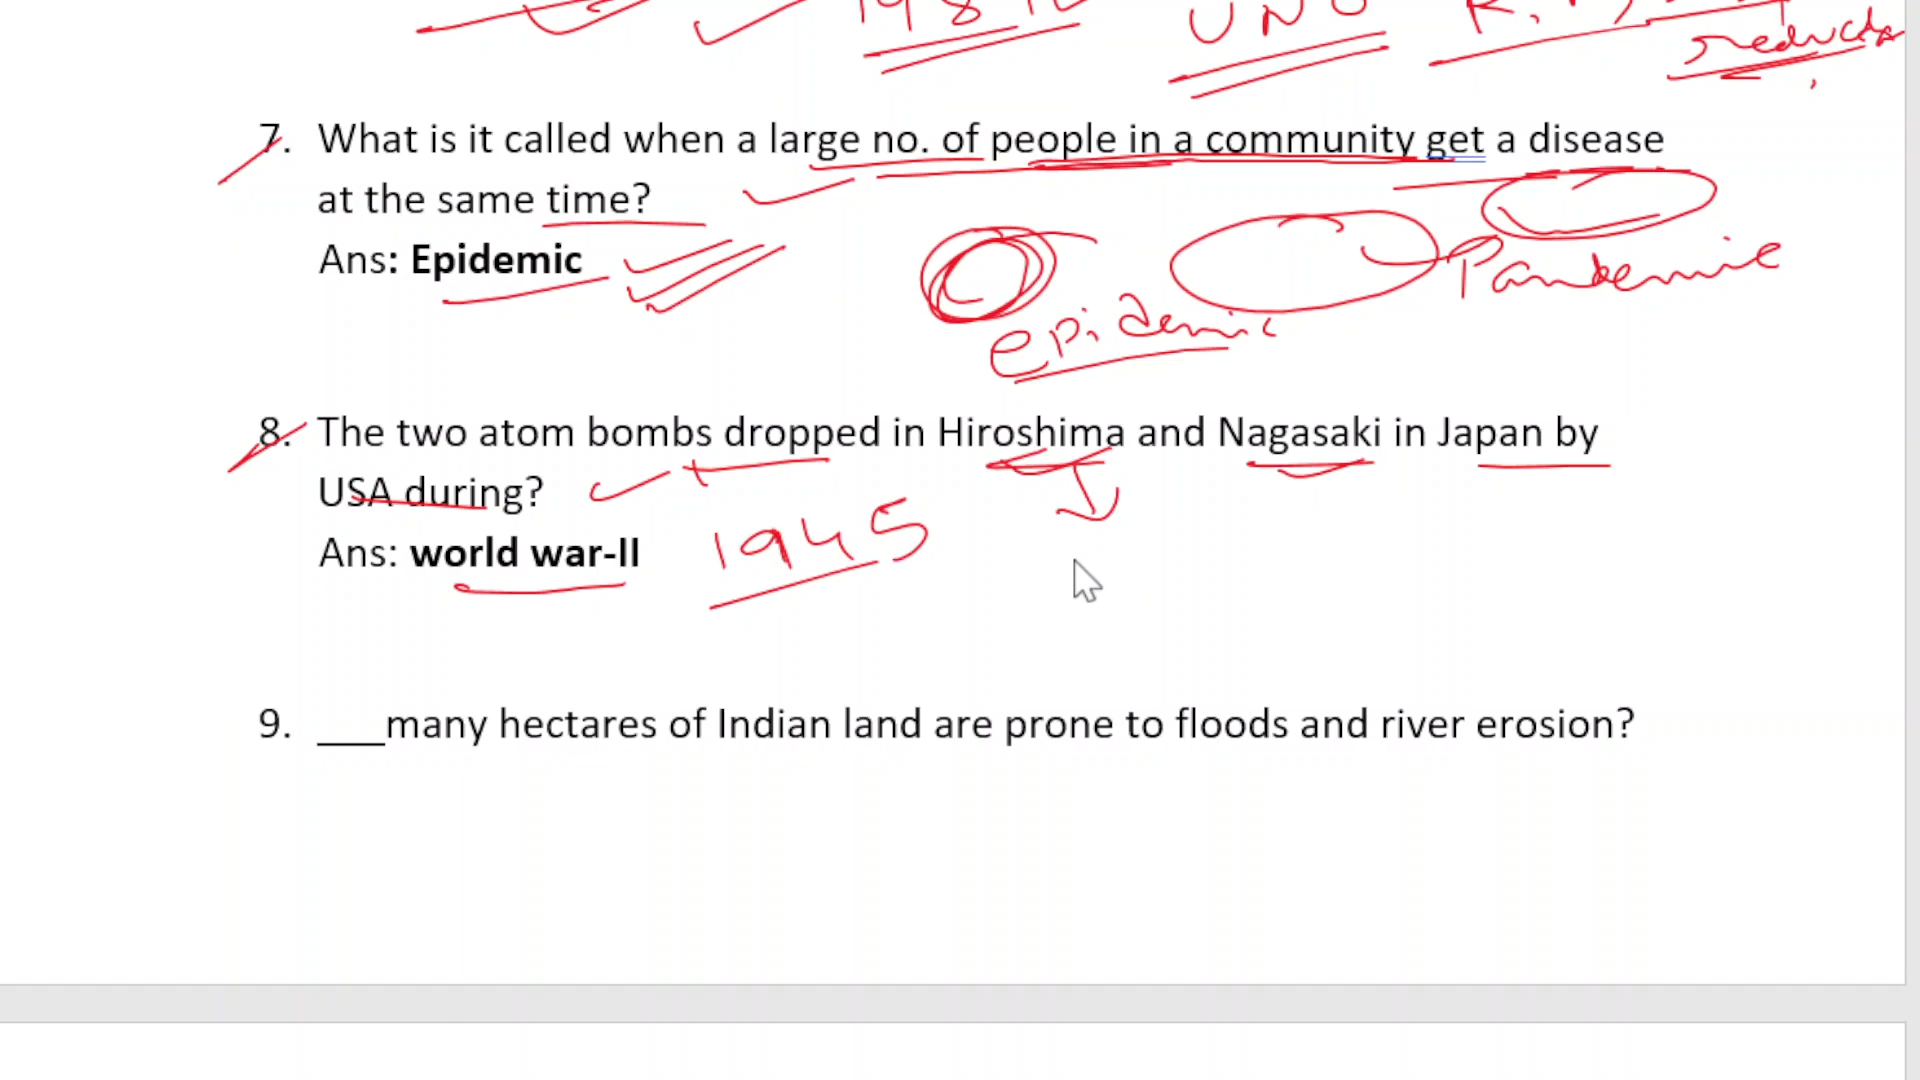 UNO
reduce
7. What is it called when a large no. of people in a community get a disease
at the same time?
Ans: Epidemic
Pandemic
epidemic
8. The two atom bombs dropped in Hiroshima and Nagasaki in Japan by
USA during?
Ans: world war-II
1945
9. ___many hectares of Indian land are prone to floods and river erosion?